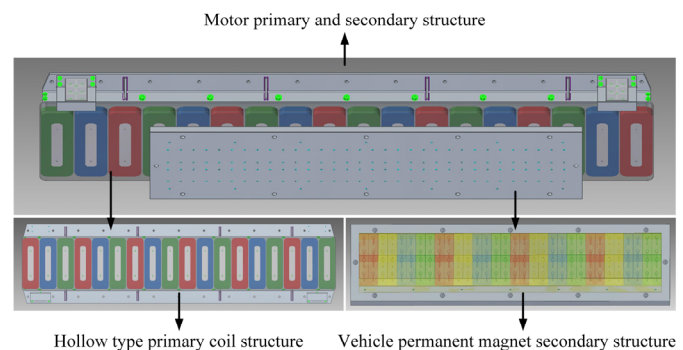 Motor primary and secondary structure
Hollow type primary coil structure
Vehicle permanent magnet secondary structure